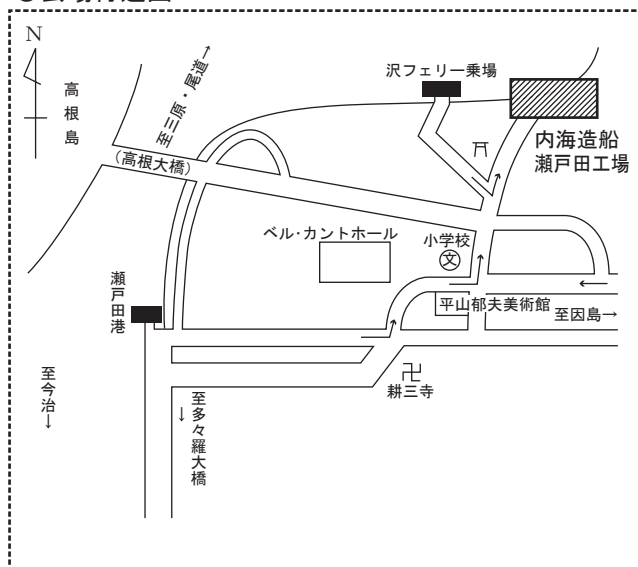 N
高根島
至三原・尾道→
(高根大橋)
沢フェリー乗場
内海造船
瀬戸田工場
ベル・カントホール
小学校
文
平山郁夫美術館
←
至因島→
瀬戸田港
卍
耕三寺
至今治→
至多々羅大橋
→